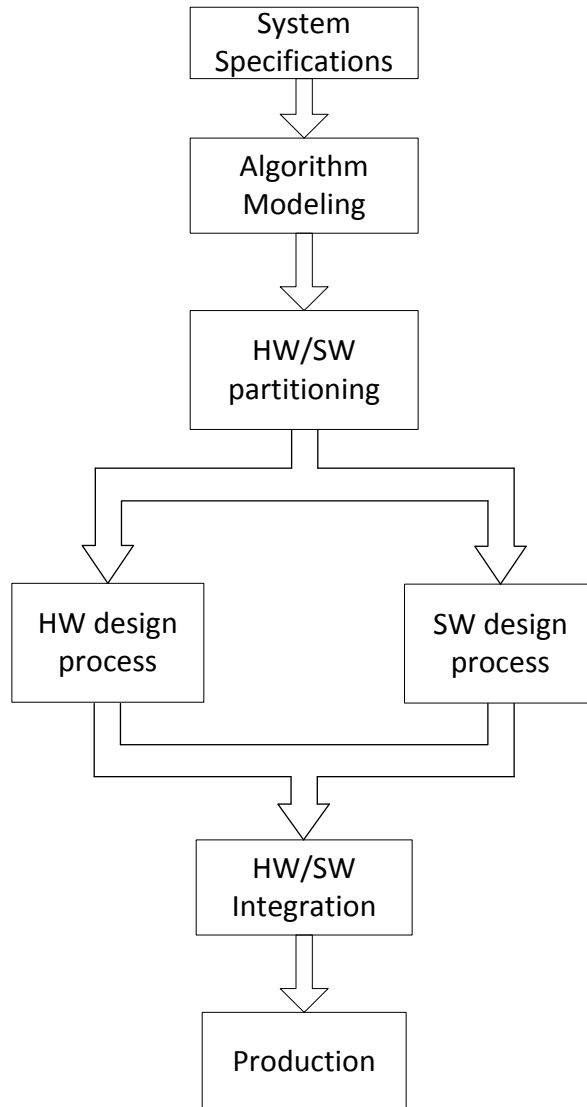 System
Specifications
Algorithm
Modeling
HW/SW
partitioning
HW design
process
SW design
process
HW/SW
Integration
Production